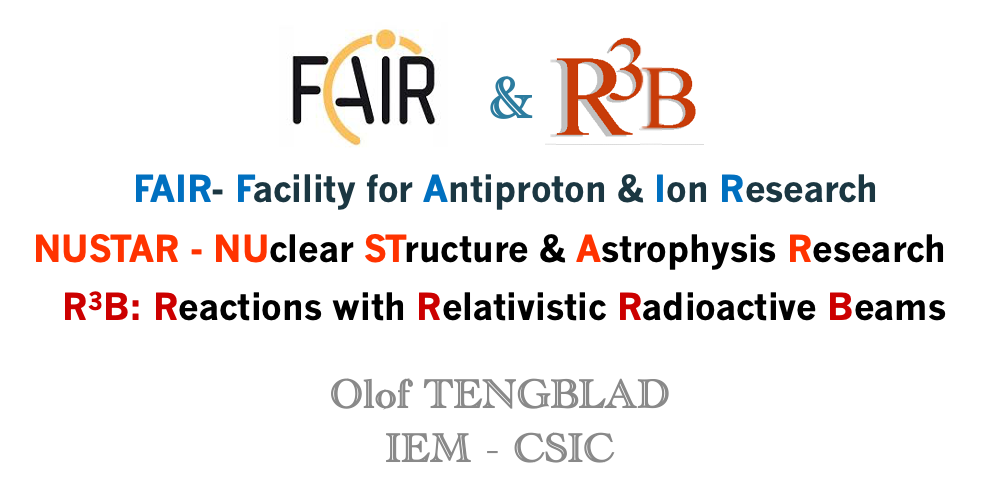 FAIR & R³B
FAIR- Facility for Antiproton & Ion Research
NUSTAR - NUclear STructure & Astrophysis Research
R³B: Reactions with Relativistic Radioactive Beams
Olof TENGBLAD
IEM - CSIC